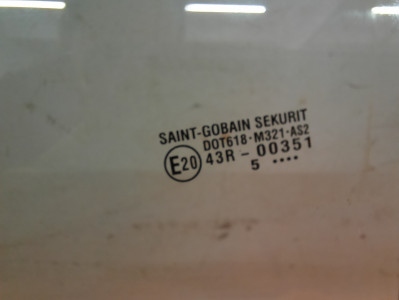 SAINT-GOBAIN SEKURIT
DOT618·M321·AS2
E20 43R - 00351
5 ••••